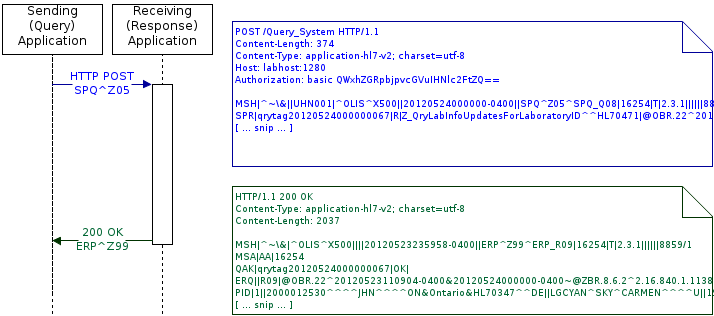 Sending
(Query)
Application
Receiving
(Response)
Application
HTTP POST
SPQ^Z05
200 OK
ERP^Z99
POST /Query_System HTTP/1.1
Content-Length: 374
Content-Type: application-hl7-v2; charset=utf-8
Host: labhost:1280
Authorization: basic QWxhZGRpbjpvcGVuIHNlc2FtZQ==
MSH|^~\&||UHN001|^OLIS^X500||20120524000000-0400||SPQ^Z05^SPQ_Q08|16254|T|2.3.1||||||88
SPR|qrytag20120524000000067|R|Z_QryLabInfoUpdatesForLaboratoryID^^HL70471|@OBR.22^201
[ ... snip ... ]
HTTP/1.1 200 OK
Content-Type: application-hl7-v2; charset=utf-8
Content-Length: 2037
MSH|^~\&|^OLIS^X500||||20120523235958-0400||ERP^Z99^ERP_R09|16254|T|2.3.1||||||8859/1
MSA|AA|16254
QAK|qrytag20120524000000067|OK|
ERQ||R09|@OBR.22^20120523110904-0400&20120524000000-0400~@ZBR.8.6.2^2.16.840.1.1138
PID|1||2000012530^^^^JHN^^^^ON&Ontario&HL70347^^DE||LGCYAN^SKY^CARMEN^^^^U||19
[ ... snip ... ]